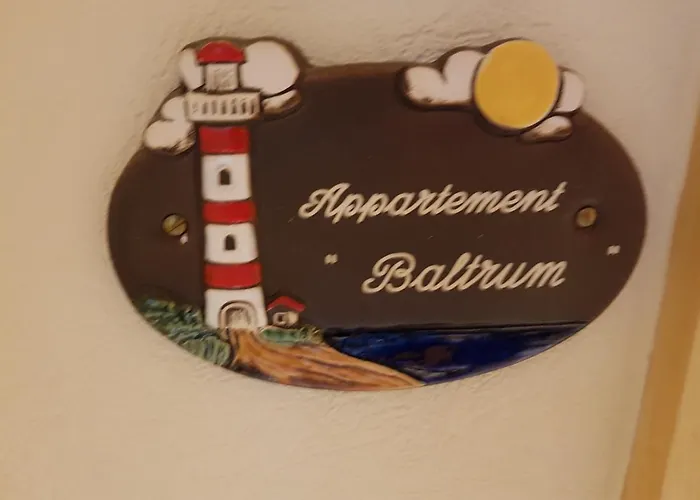 Appartement
" Baltrum "